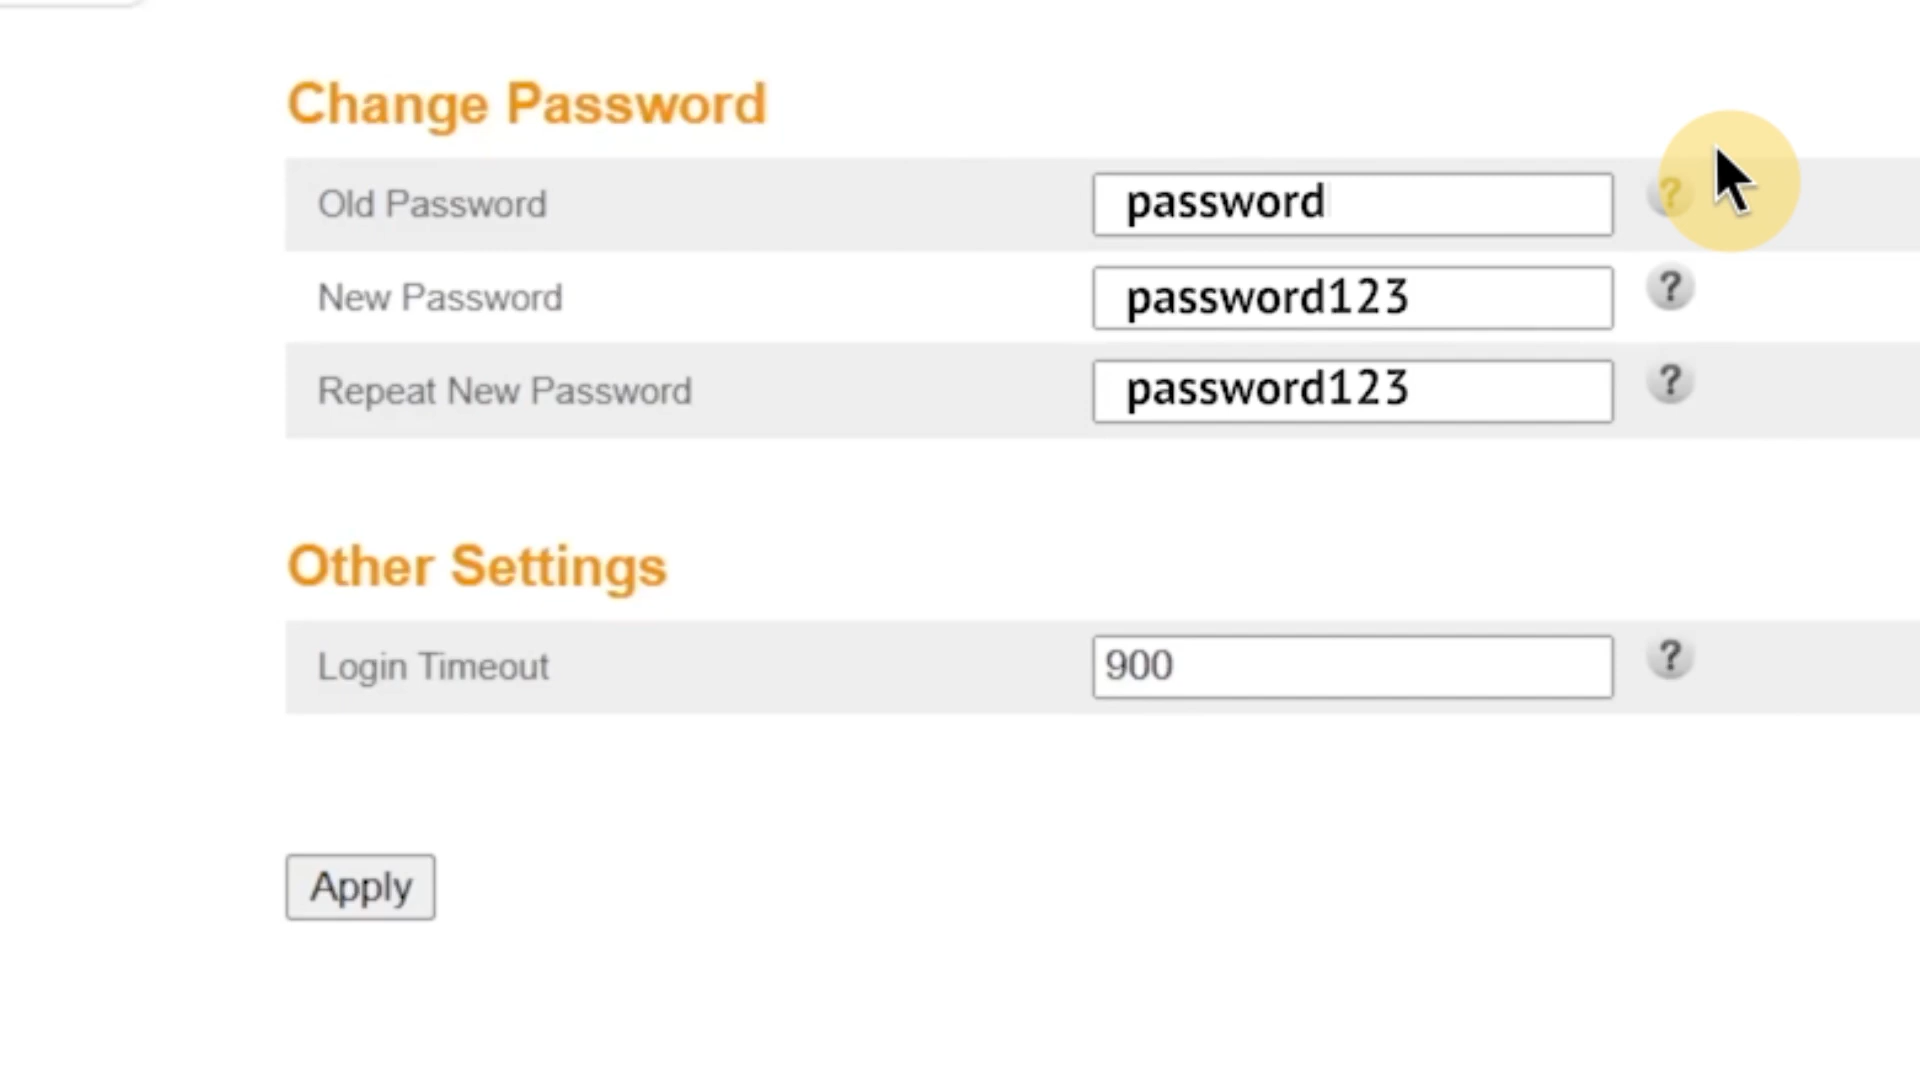 Change Password
Old Password password ?
New Password password123 ?
Repeat New Password password123 ?
Other Settings
Login Timeout 900 ?
Apply